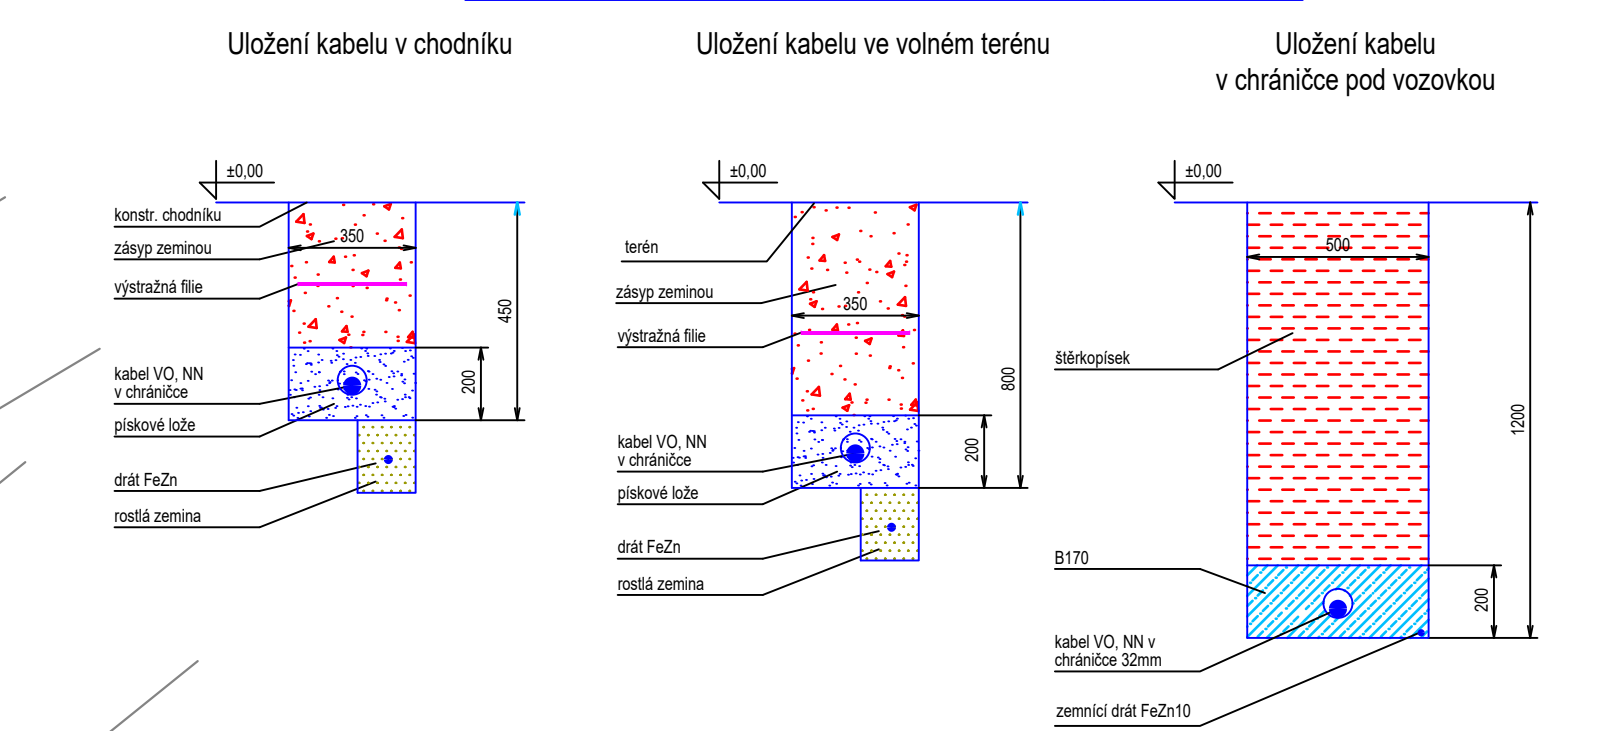 Uložení kabelu v chodníku
±0,00
konstr. chodníku
zásyp zeminou
350
výstražná filie
450
kabel VO, NN
v chráničce
200
pískové lože
drát FeZn
rostlá zemina
Uložení kabelu ve volném terénu
±0,00
terén
zásyp zeminou
350
výstražná filie
800
kabel VO, NN
v chráničce
200
pískové lože
drát FeZn
rostlá zemina
Uložení kabelu
v chráničce pod vozovkou
±0,00
500
štěrkopísek
1200
B170
200
kabel VO, NN v
chráničce 32mm
zemnící drát FeZn10